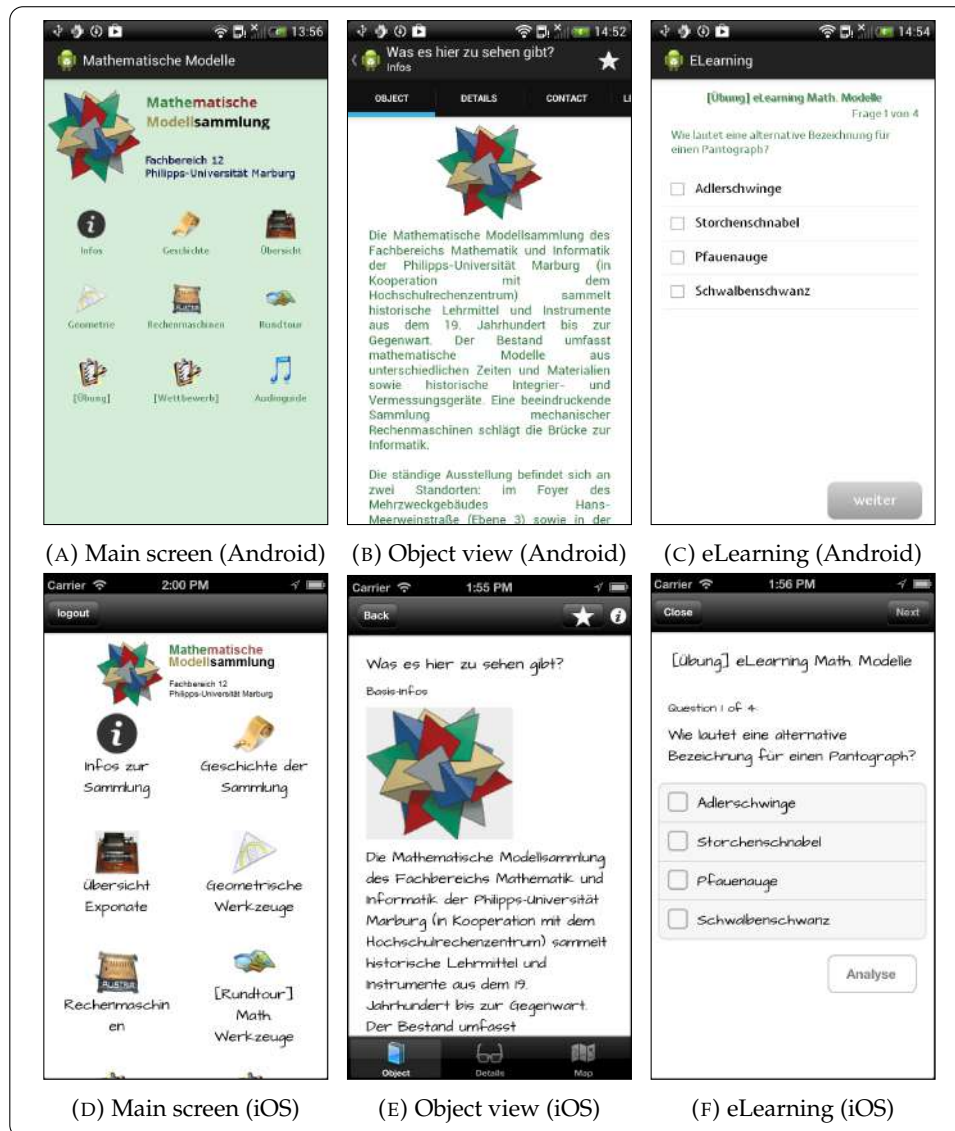 13:56
Mathematische Modelle
Mathematische
Modellsammlung
Fachbereich 12
Philipps-Universität Marburg
Infos Geschichte Übersicht
Geometrie Rechenmaschinen Rundtour
[Übung] [Wettbewerb] Audioguide
(A) Main screen (Android)
14:52
Was es hier zu sehen gibt?
Infos
OBJECT DETAILS CONTACT LI
Die Mathematische Modellsammlung des
Fachbereichs Mathematik und Informatik
der Philipps-Universität Marburg (in
Kooperation mit dem
Hochschulrechenzentrum) sammelt
historische Lehrmittel und Instrumente
aus dem 19. Jahrhundert bis zur
Gegenwart. Der Bestand umfasst
mathematische Modelle aus
unterschiedlichen Zeiten und Materialien
sowie historische Integrier- und
Vermessungsgeräte. Eine beeindruckende
Sammlung mechanischer
Rechenmaschinen schlägt die Brücke zur
Informatik.
Die ständige Ausstellung befindet sich an
zwei Standorten: im Foyer des
Mehrzweckgebäudes Hans-
Meerweinstraße (Ebene 3) sowie in der
(B) Object view (Android)
14:54
ELearning
[Übung] eLearning Math. Modelle
Frage 1 von 4
Wie lautet eine alternative Bezeichnung für
einen Pantograph?
Adlerschwinge
Storchenschnabel
Pfauenauge
Schwalbenschwanz
weiter
(C) eLearning (Android)
Carrier 2:00 PM
logout
Mathematische
Modellsammlung
Fachbereich 12
Philipps-Universität Marburg
Infos zur Geschichte der
Sammlung Sammlung
Übersicht Geometrische
Exponate Werkzeuge
Rechenmaschin [Rundtour]
en Math.
Werkzeuge
(D) Main screen (iOS)
Carrier 1:55 PM
Back
Was es hier zu sehen gibt?
Basis-Infos
Die Mathematische Modellsammlung
des Fachbereichs Mathematik und
Informatik der Philipps-Universität
Marburg (in Kooperation mit dem
Hochschulrechenzentrum) sammelt
historische Lehrmittel und
Instrumente aus dem 19.
Jahrhundert bis zur Gegenwart.
Der Bestand umfasst
Object Details Map
(E) Object view (iOS)
Carrier 1:56 PM
Close Next
[Übung] eLearning Math. Modelle
Question 1 of 4:
Wie lautet eine alternative
Bezeichnung für einen Pantograph?
Adlerschwinge
Storchenschnabel
Pfauenauge
Schwalbenschwanz
Analyse
(F) eLearning (iOS)